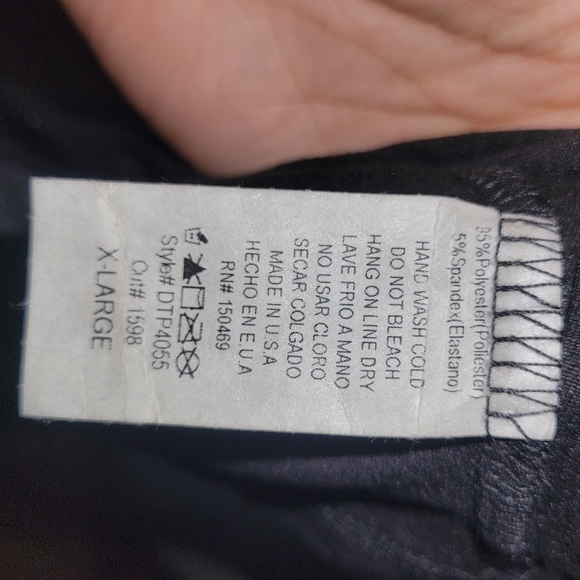 95%Polyester(Poliester)
5%Spandex(Elastano)
HAND WASH COLD
DO NOT BLEACH
HANG ON LINE DRY
LAVE FRIO A MANO
NO USAR CLORO
SECAR COLGADO
MADE IN U.S.A
HECHO EN E.U.A
RN# 150469
Style# DTP4055
Cut# 1598
X-LARGE